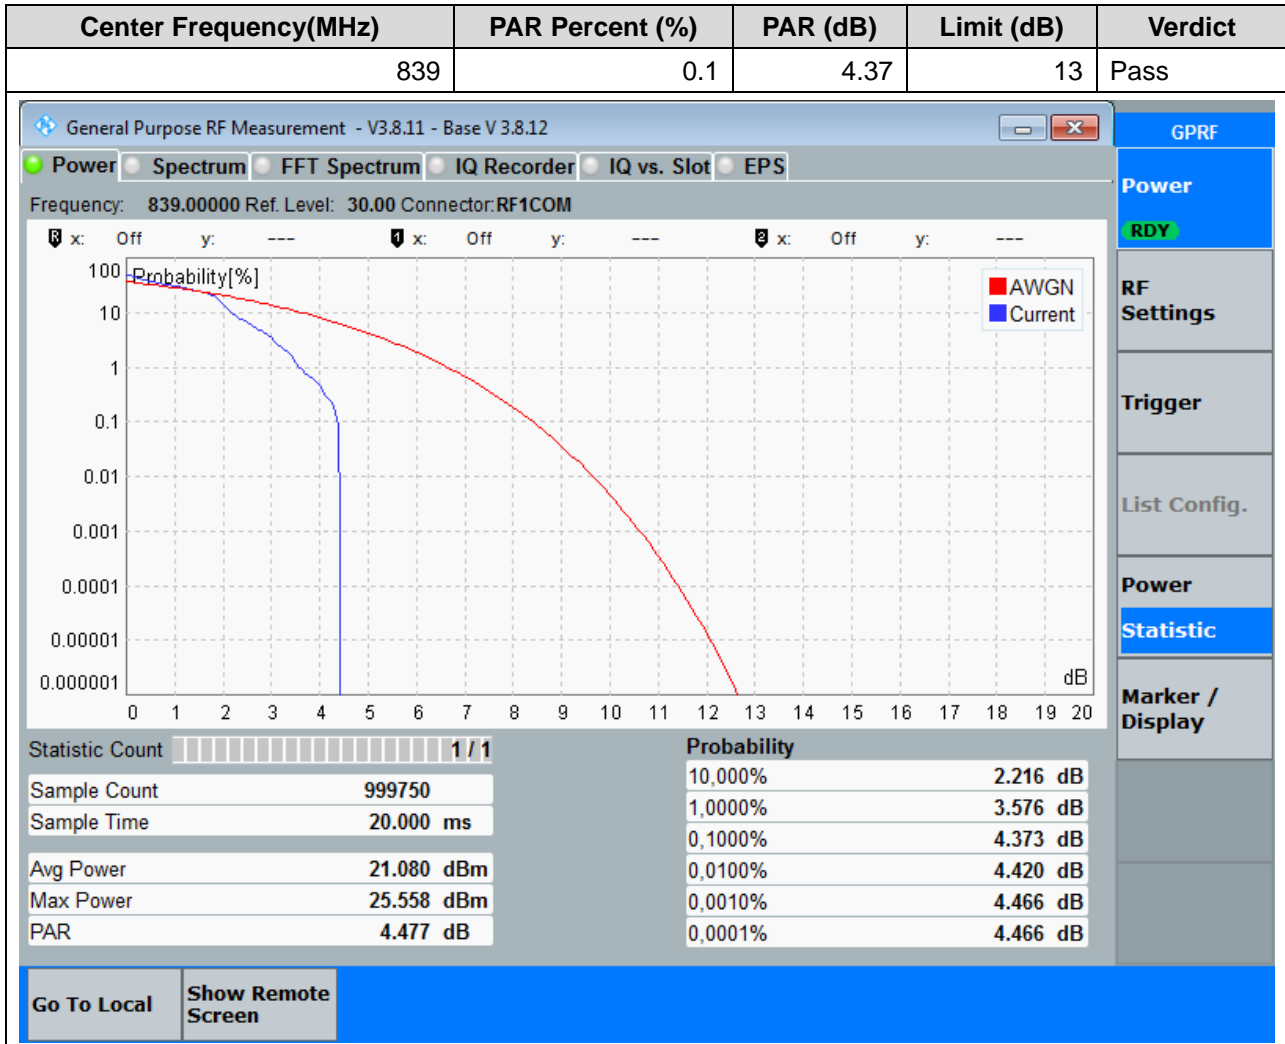 Center Frequency(MHz) PAR Percent (%) PAR (dB) Limit (dB) Verdict
839 0.1 4.37 13 Pass
General Purpose RF Measurement - V3.8.11 - Base V 3.8.12
GPRF
Power Spectrum FFT Spectrum IQ Recorder IQ vs. Slot EPS
Frequency: 839.00000 Ref. Level: 30.00 Connector:RF1COM
R x: Off y: --- 1 x: Off y: --- 2 x: Off y: ---
Probability[%]
AWGN
Current
100
10
1
0.1
0.01
0.001
0.0001
0.00001
0.000001
dB
0 1 2 3 4 5 6 7 8 9 10 11 12 13 14 15 16 17 18 19 20
Statistic Count 1 / 1
Sample Count 999750
Sample Time 20.000 ms
Avg Power 21.080 dBm
Max Power 25.558 dBm
PAR 4.477 dB
Probability
10,000% 2.216 dB
1,0000% 3.576 dB
0,1000% 4.373 dB
0,0100% 4.420 dB
0,0010% 4.466 dB
0,0001% 4.466 dB
Power
RDY
RF
Settings
Trigger
List Config.
Power
Statistic
Marker /
Display
Go To Local
Show Remote
Screen